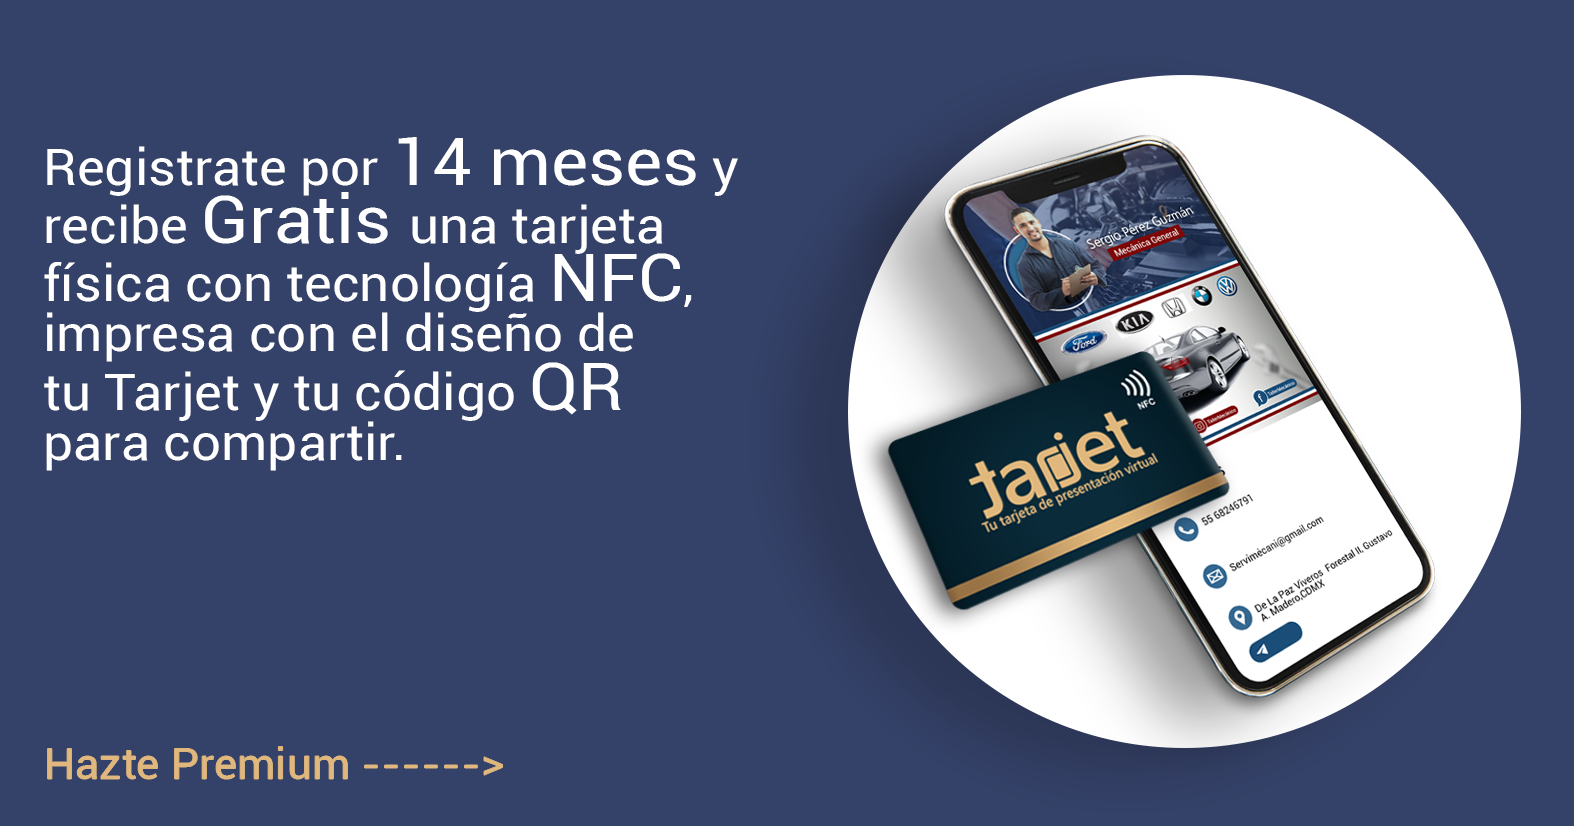 Registrate por 14 meses y
recibe Gratis una tarjeta
física con tecnología NFC,
impresa con el diseño de
tu Tarjet y tu código QR
para compartir.
Hazte Premium ------>
Sergio Pérez Guzmán
Mecánica General
Ford
KIA
NFC
tarjet
Tu tarjeta de presentación virtual
55 68246791
Servimécani@gmail.com
De La Paz Viveros Forestal II, Gustavo
A. Madero,CDMX